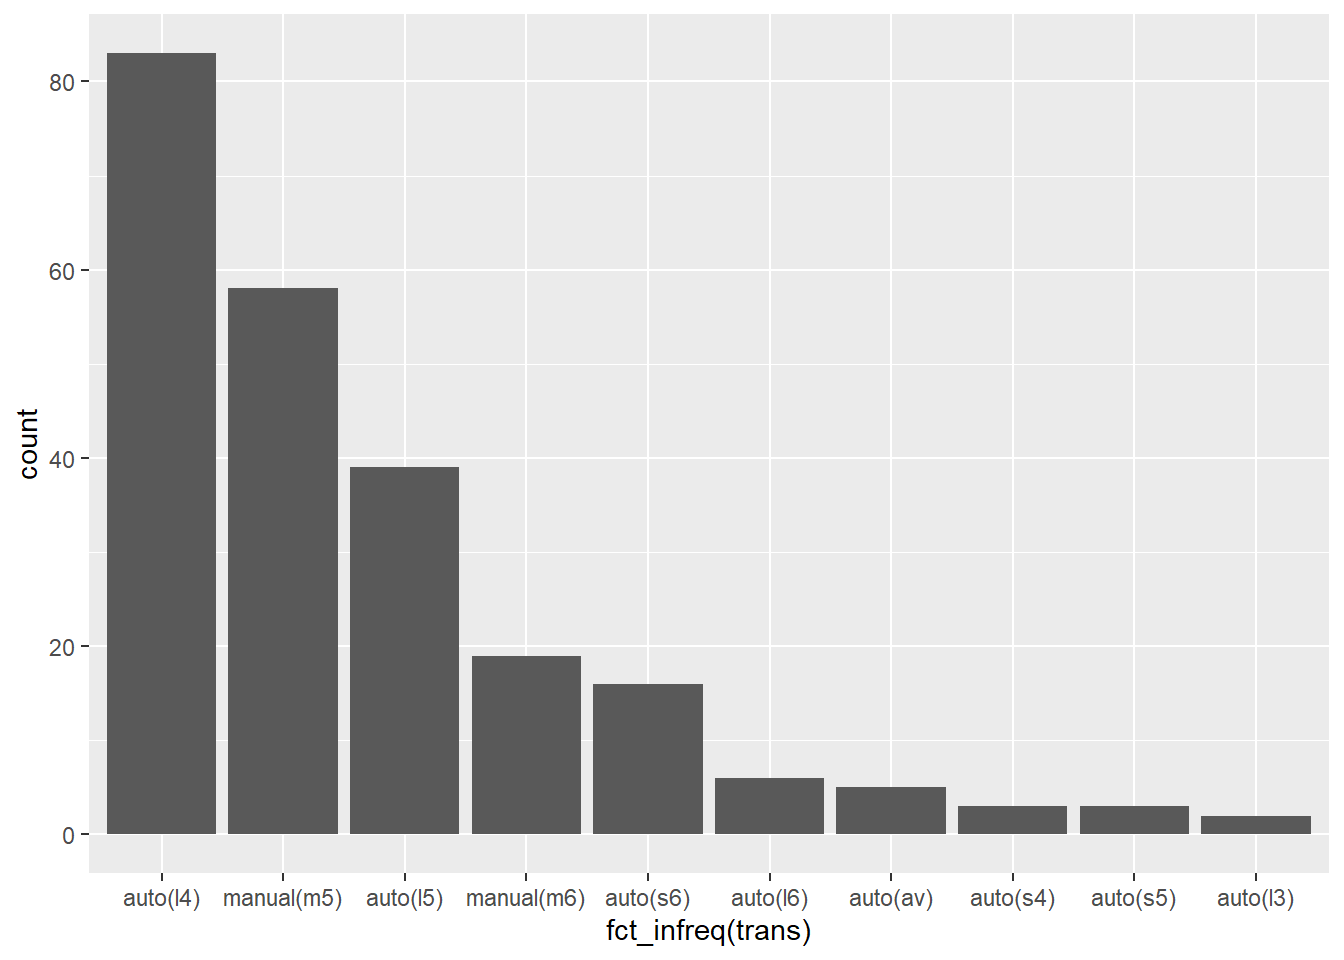 80
60
40
20
0
count
auto(l4) manual(m5) auto(l5) manual(m6) auto(s6) auto(l6) auto(av) auto(s4) auto(s5) auto(l3)
fct_infreq(trans)